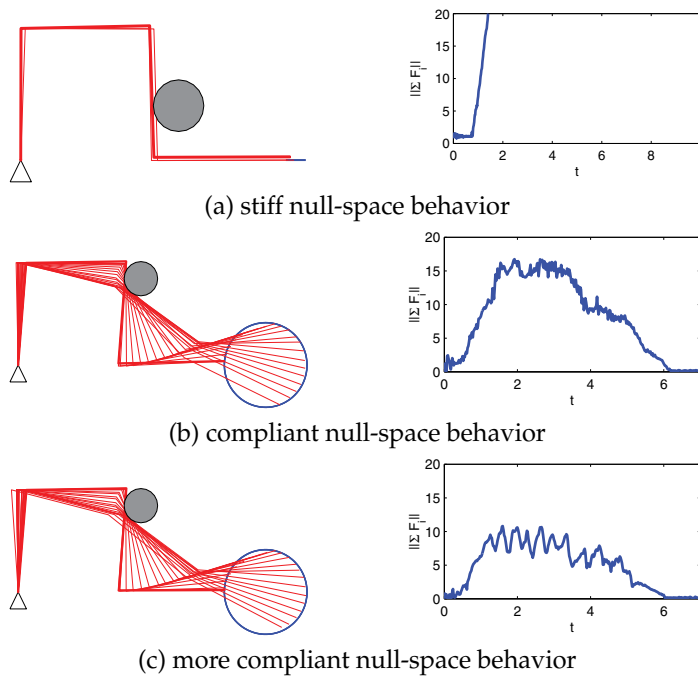 20
15
10
5
0
||Σ F_i||
0 2 4 6 8
t
(a) stiff null-space behavior
20
15
10
5
0
||Σ F_i||
0 2 4 6
t
(b) compliant null-space behavior
20
15
10
5
0
||Σ F_i||
0 2 4 6
t
(c) more compliant null-space behavior